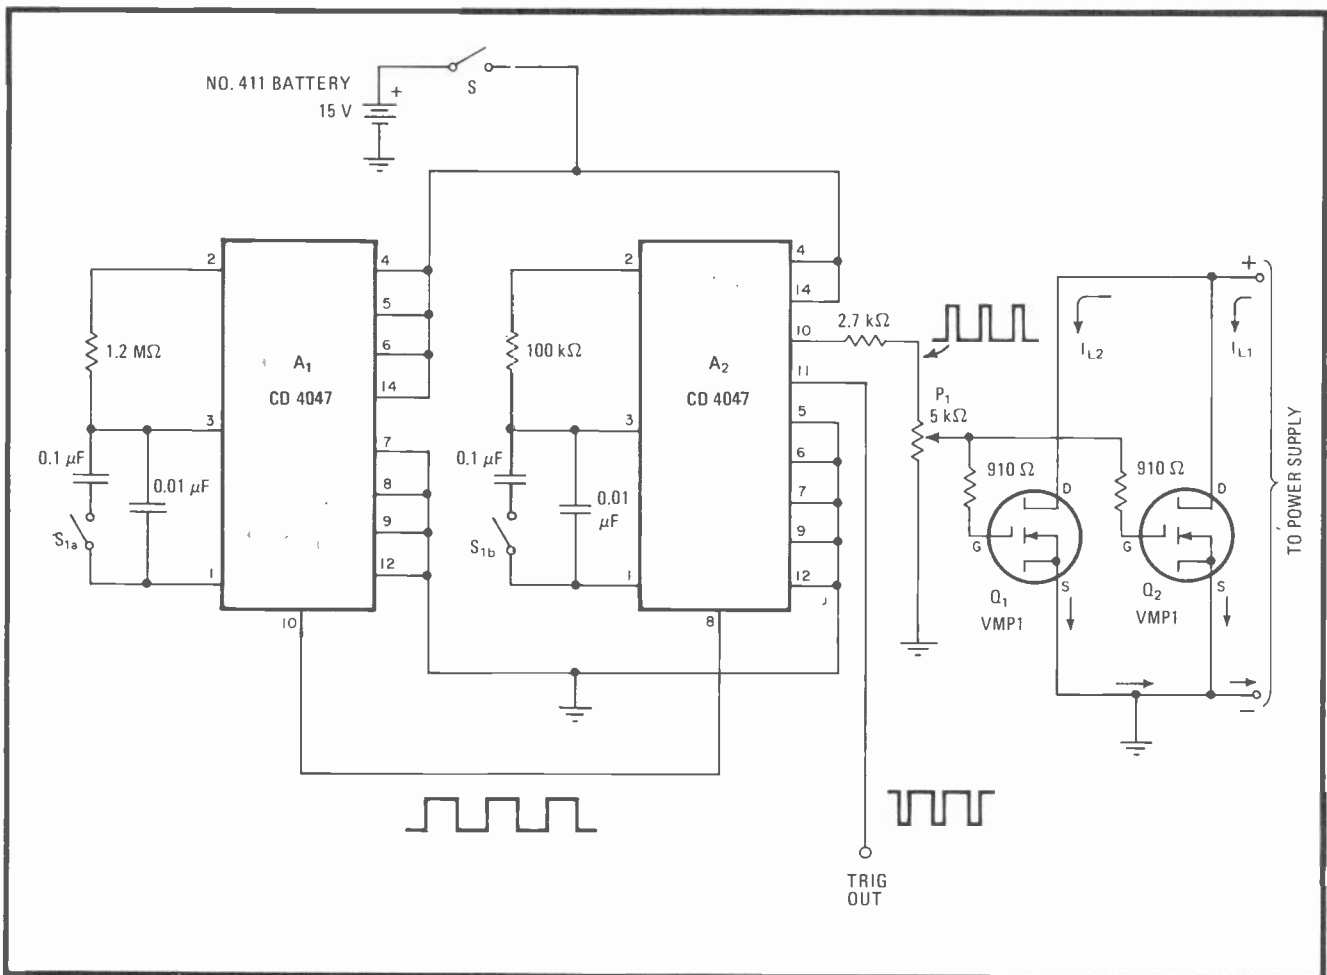 NO. 411 BATTERY
15 V
+
S
2
1.2 MΩ
3
0.1 μF
0.01 μF
S1a
1
A1
CD 4047
4
5
6
14
7
8
9
12
10
2
100 kΩ
3
0.1 μF
0.01
μF
S1b
1
A2
CD 4047
4
14
10
11
5
6
7
9
12
8
2.7 kΩ
P1
5 kΩ
910 Ω
910 Ω
D
G
S
Q1
VMP1
D
G
S
Q2
VMP1
IL2
IL1
+
−
TO POWER SUPPLY
TRIG
OUT